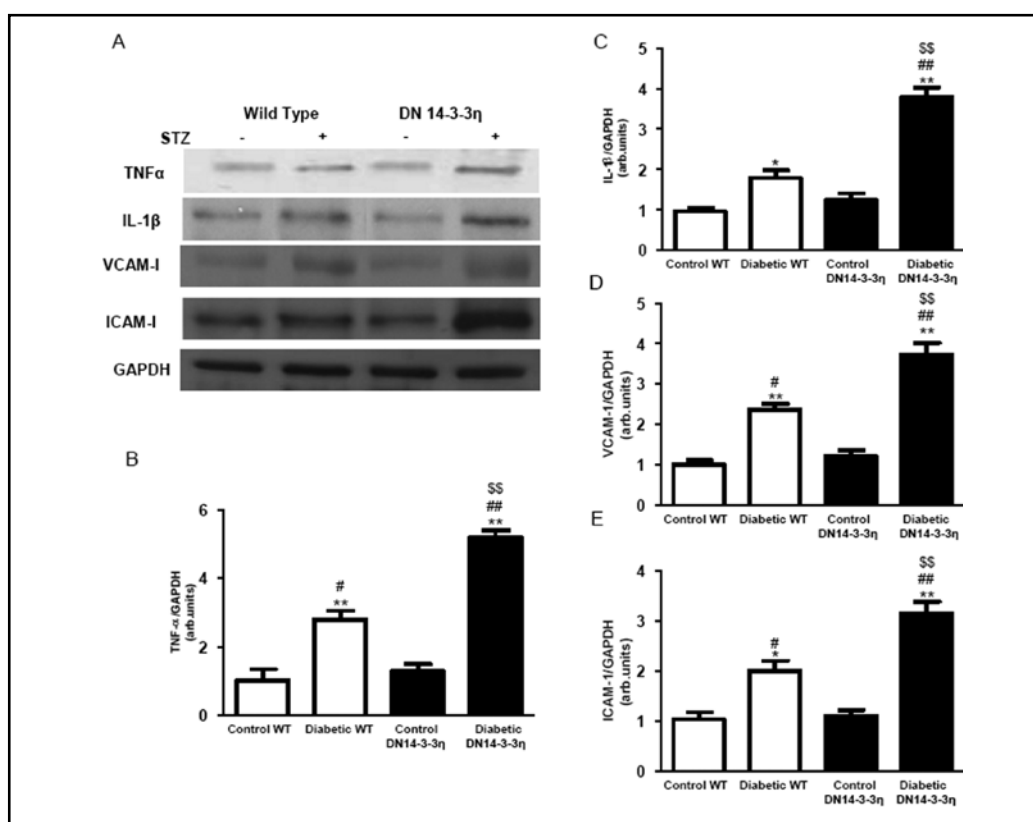 A
Wild Type DN 14-3-3η
STZ - + - +
TNFα
IL-1β
VCAM-I
ICAM-I
GAPDH
B
TNF-α/GAPDH
(arb.units)
6
4
2
0
#
**
$$
##
**
Control WT Diabetic WT Control DN14-3-3η Diabetic DN14-3-3η
C
IL-1β/GAPDH
(arb.units)
5
4
3
2
1
0
*
$$
##
**
Control WT Diabetic WT Control DN14-3-3η Diabetic DN14-3-3η
D
VCAM-1/GAPDH
(arb.units)
5
4
3
2
1
0
#
**
$$
##
**
Control WT Diabetic WT Control DN14-3-3η Diabetic DN14-3-3η
E
ICAM-1/GAPDH
(arb.units)
4
3
2
1
0
#
*
$$
##
**
Control WT Diabetic WT Control DN14-3-3η Diabetic DN14-3-3η